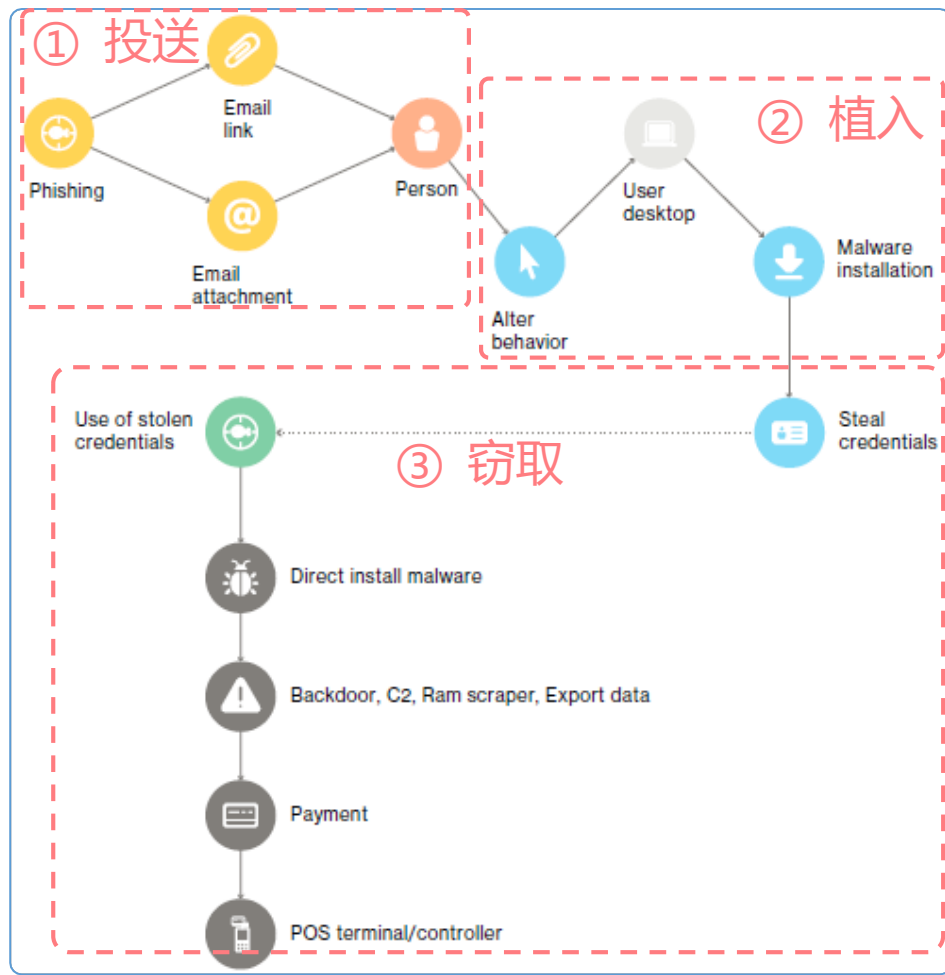 ① 投送
Email
link
Phishing
Person
Email
attachment
② 植入
User
desktop
Malware
installation
Alter
behavior
Use of stolen
credentials
Steal
credentials
③ 窃取
Direct install malware
Backdoor, C2, Ram scraper, Export data
Payment
POS terminal/controller